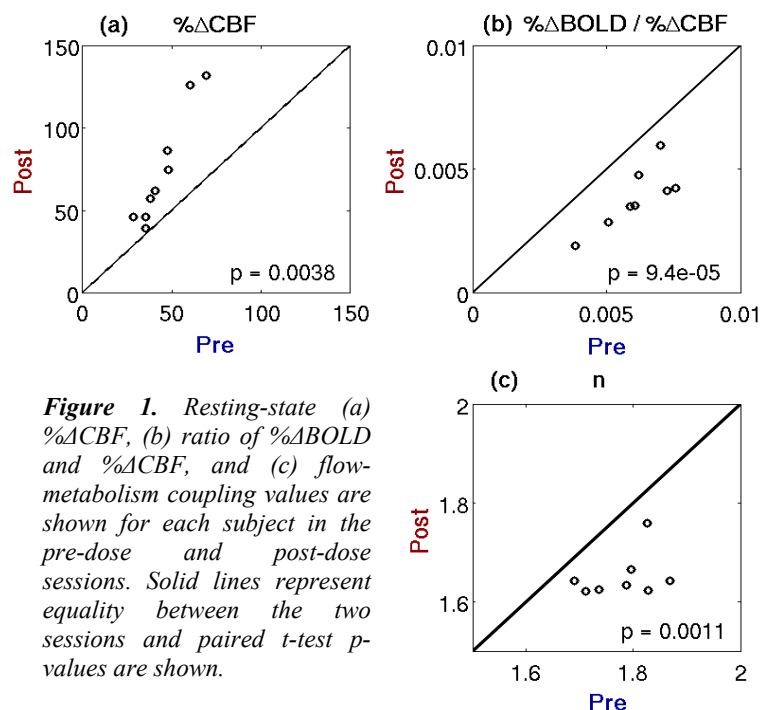 (a) %ΔCBF
150
100
50
0
Post
p = 0.0038
0 50 100 150
Pre
(b) %ΔBOLD / %ΔCBF
0.01
0.005
0
Post
p = 9.4e-05
0 0.005 0.01
Pre
Figure 1. Resting-state (a)
%ΔCBF, (b) ratio of %ΔBOLD
and %ΔCBF, and (c) flow-
metabolism coupling values are
shown for each subject in the
pre-dose and post-dose
sessions. Solid lines represent
equality between the two
sessions and paired t-test p-
values are shown.
(c) n
2
1.8
1.6
Post
p = 0.0011
1.6 1.8 2
Pre